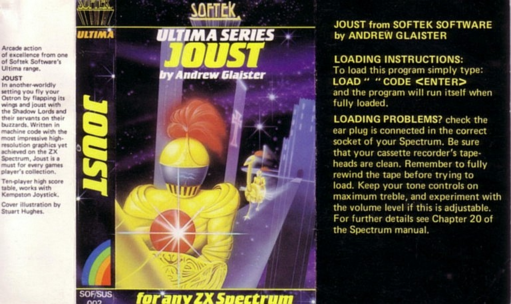 Arcade action
of excellence from one
of Softek Software's
Ultima range.
JOUST
In another-worldly
setting you fly your
Ostron by flapping its
wings and joust with
the Shadow Lords and
their servants on their
buzzards. Written in
machine code with the
most impressive high-
resolution graphics yet
achieved on the ZX
Spectrum, Joust is a
must for every games
player's collection.
Ten-player high score
table, works with
Kempston Joystick.
Cover illustration by
Stuart Hughes.
ULTIMA
JOUST
SOF/SUS
007
SOFTEK
ULTIMA SERIES
JOUST
by Andrew Glaister
for any ZX Spectrum
JOUST from SOFTEK SOFTWARE
by ANDREW GLAISTER
LOADING INSTRUCTIONS:
To load this program simply type:
LOAD " " CODE <ENTER>
and the program will run itself when
fully loaded.
LOADING PROBLEMS? check the
ear plug is connected in the correct
socket of your Spectrum. Be sure
that your cassette recorder's tape-
heads are clean. Remember to fully
rewind the tape before trying to
load. Keep your tone controls on
maximum treble, and experiment with
the volume level if this is adjustable.
For further details see Chapter 20 of
the Spectrum manual.